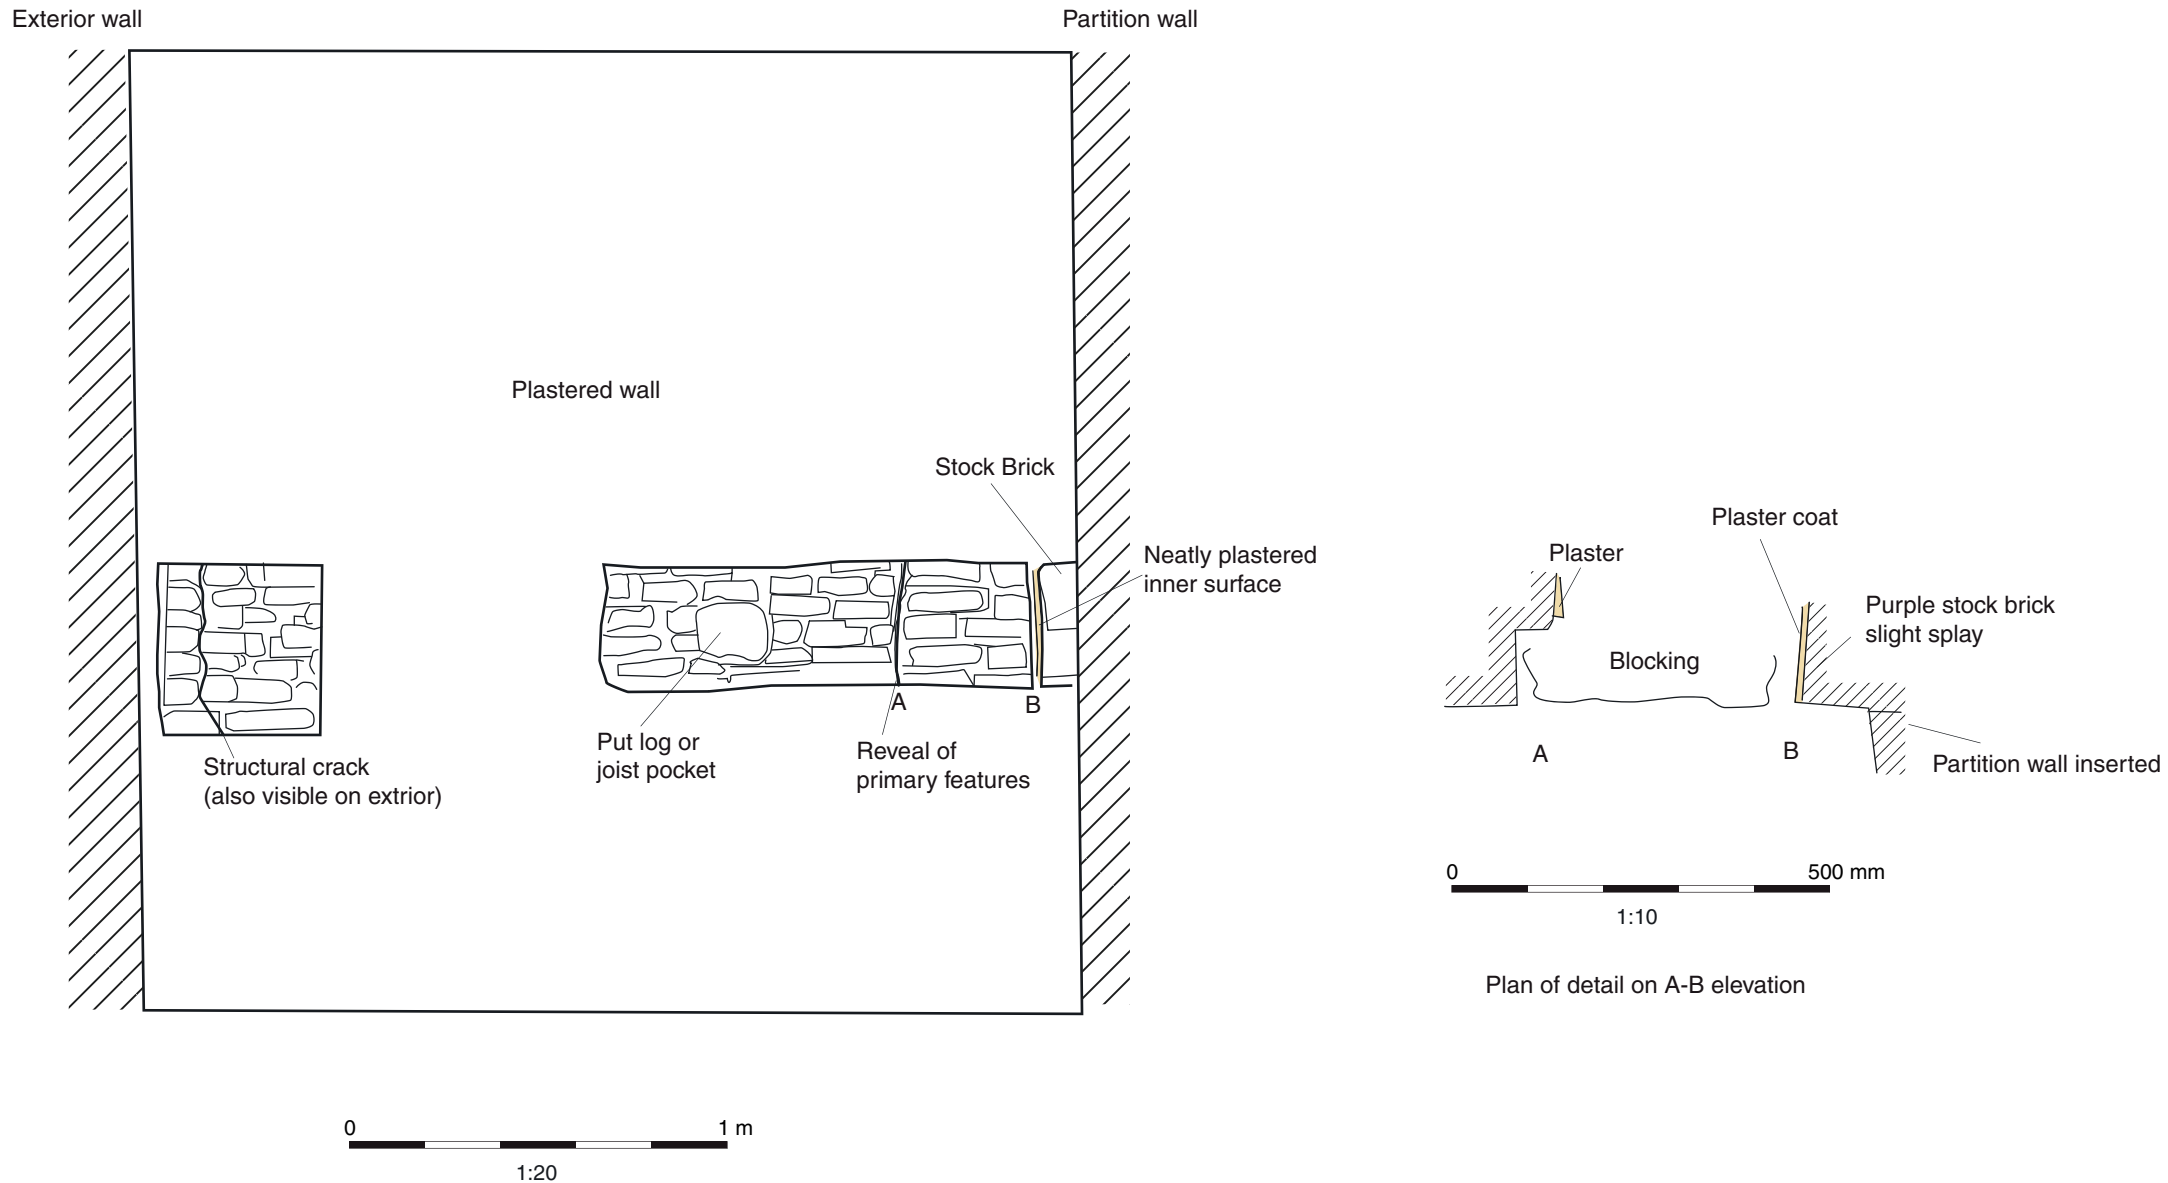 Exterior wall
Partition wall
Plastered wall
Stock Brick
Neatly plastered
inner surface
A
B
Put log or
joist pocket
Reveal of
primary features
Structural crack
(also visible on extrior)
0
1 m
1:20
Plaster coat
Plaster
Purple stock brick
slight splay
Blocking
A
B
Partition wall inserted
0
500 mm
1:10
Plan of detail on A-B elevation